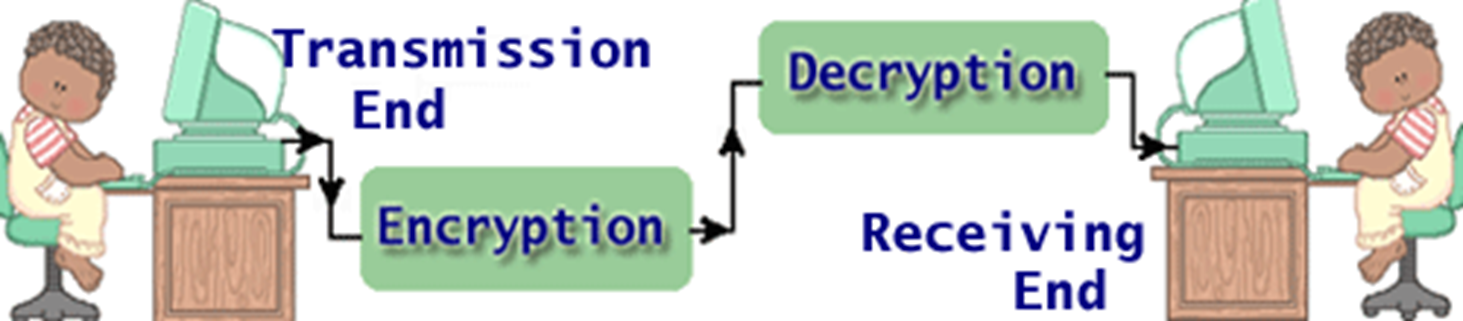 Transmission
End
Encryption
Decryption
Receiving
End